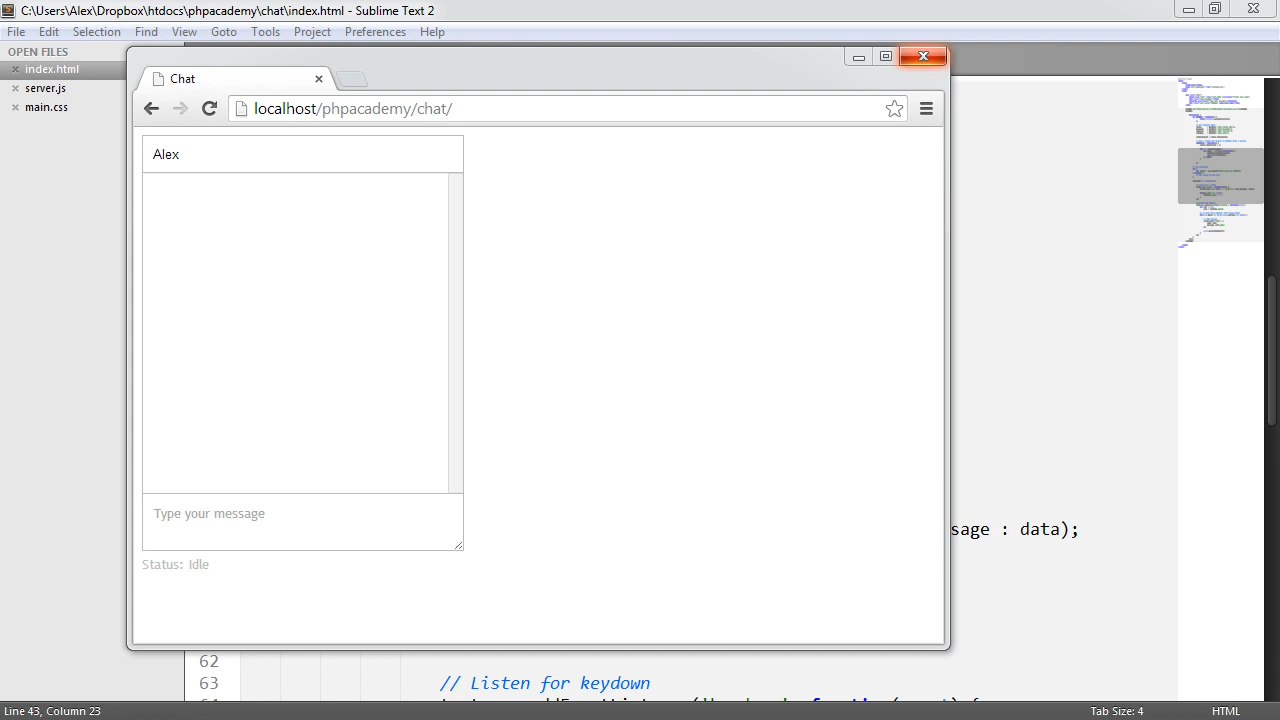 C:\Users\Alex\Dropbox\htdocs\phpacademy\chat\index.html - Sublime Text 2
File Edit Selection Find View Goto Tools Project Preferences Help
OPEN FILES
index.html
server.js
main.css
Chat
localhost/phpacademy/chat/
Alex
Type your message
Status: Idle
sage : data);
62
63 // Listen for keydown
Line 43, Column 23
Tab Size: 4
HTML